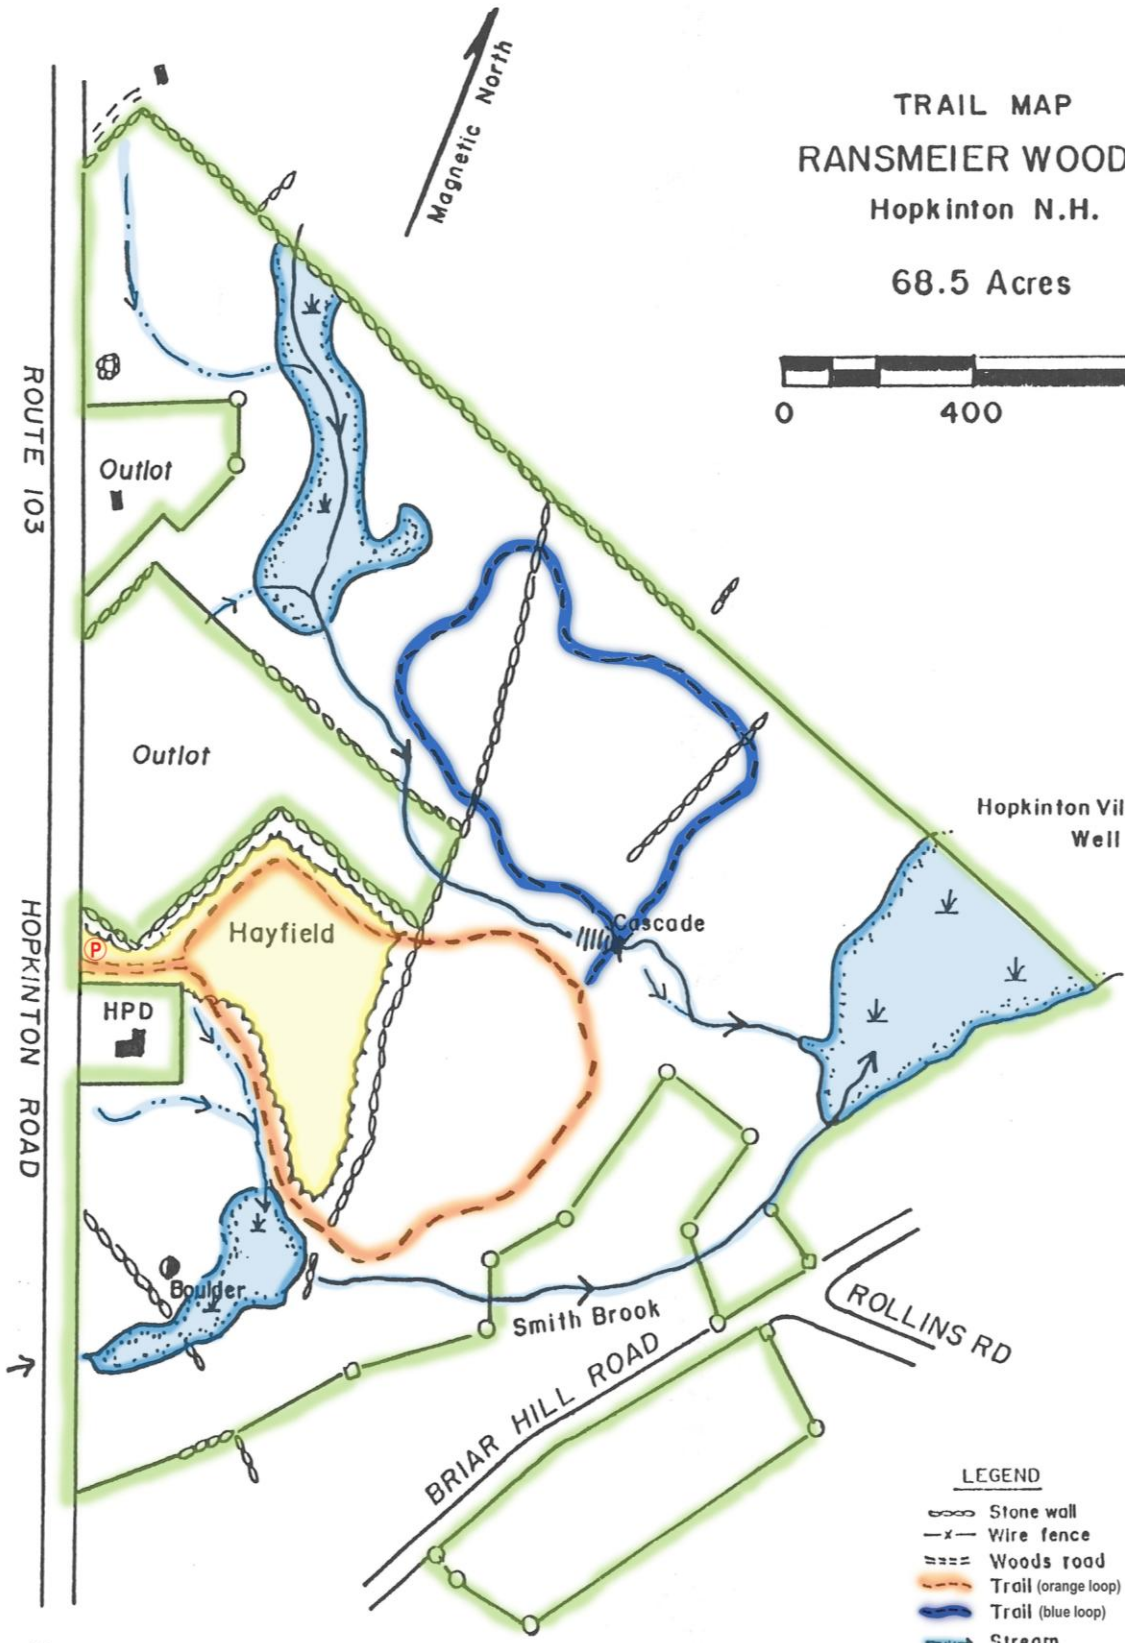 Magnetic North
TRAIL MAP
RANSMEIER WOOD
Hopkinton N.H.
68.5 Acres
0 400
ROUTE 103
Outlot
Outlot
Hopkinton Vil
Well
Hayfield
Cascade
P
HPD
HOPKINTON ROAD
Boulder
Smith Brook
ROLLINS RD
BRIAR HILL ROAD
LEGEND
Stone wall
Wire fence
Woods road
Trail (orange loop)
Trail (blue loop)
Stream